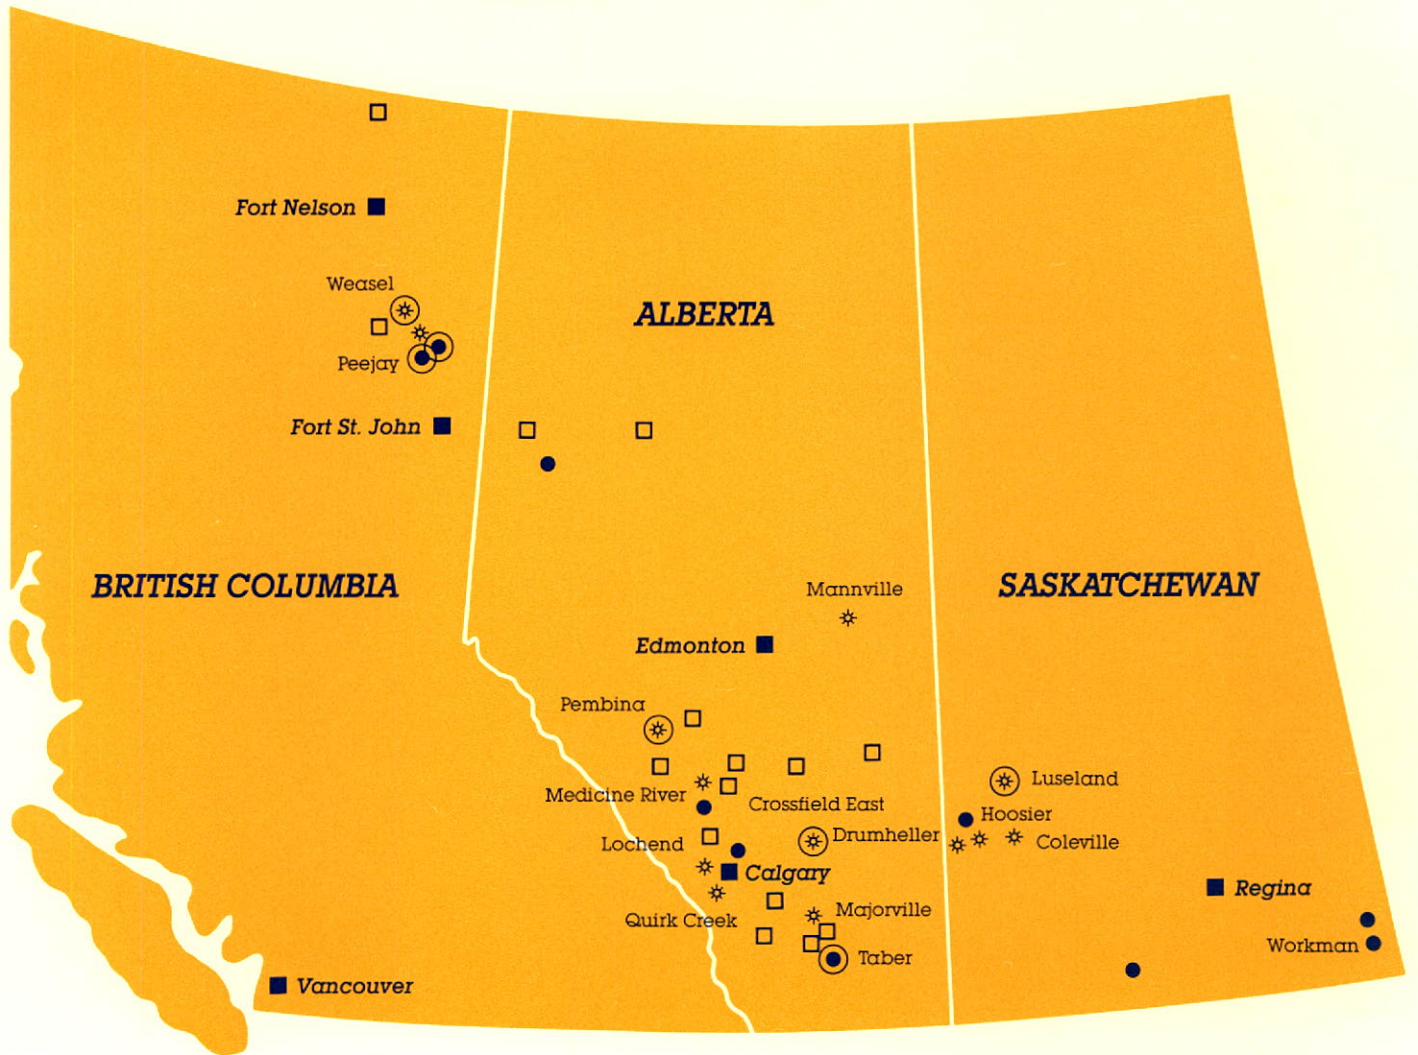 Fort Nelson
Weasel
ALBERTA
Peejay
Fort St. John
BRITISH COLUMBIA
SASKATCHEWAN
Mannville
Edmonton
Pembina
Luseland
Medicine River
Crossfield East
Hoosier
Drumheller
Lochend
Coleville
Calgary
Regina
Majorville
Quirk Creek
Workman
Taber
Vancouver